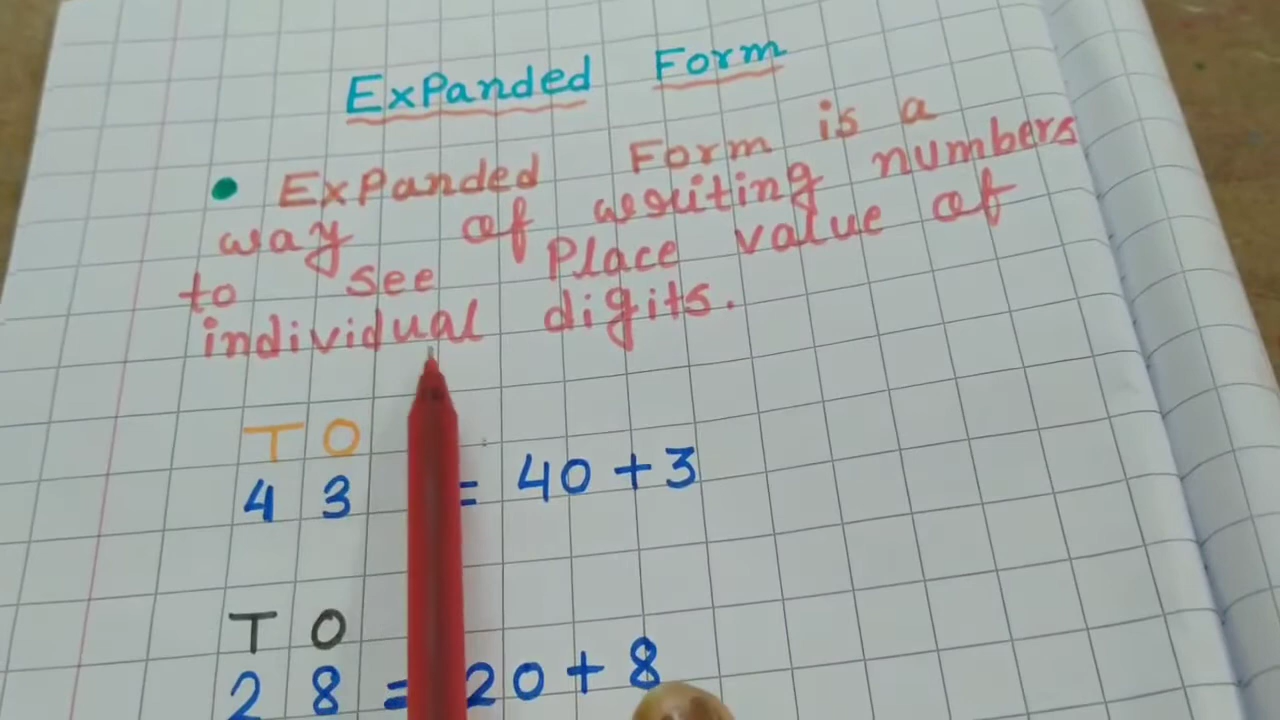 Expanded Form
• Expanded Form is a
way of writing numbers
to see Place value of
individual digits.
T O
4 3 = 40 + 3
T O
2 8 = 20 + 8